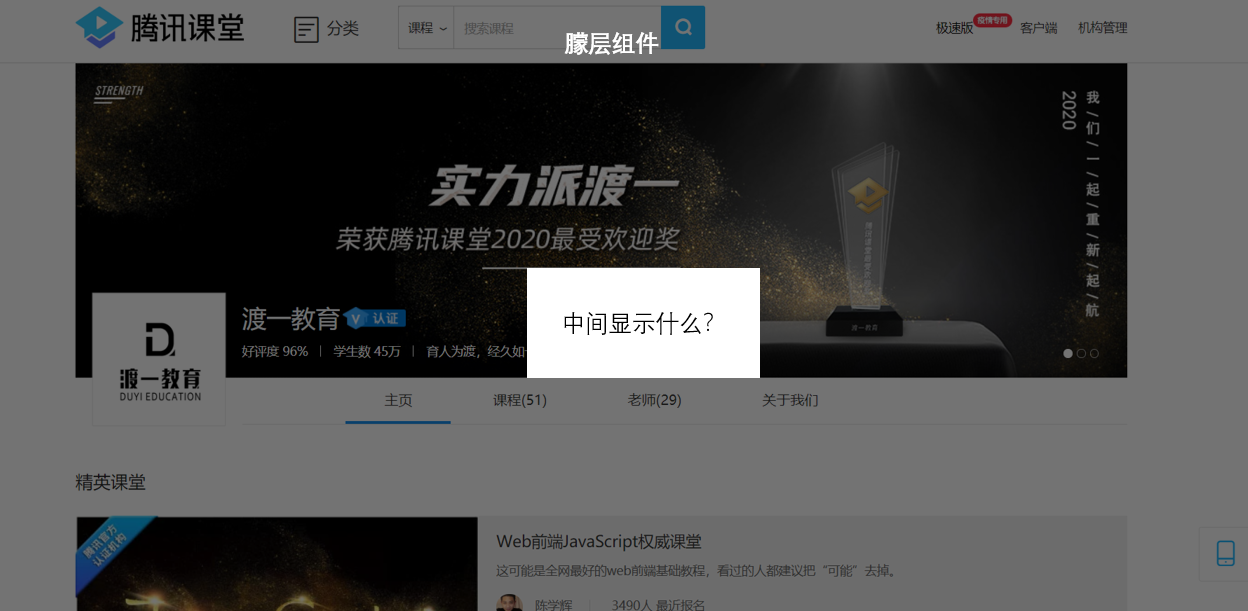 腾讯课堂
分类
课程
搜索课程
极速版
疫情专用
客户端
机构管理
朦层组件
STRENGTH
我们/一/起/重/新/起/航
2020
实力派渡一
荣获腾讯课堂2020最受欢迎奖
渡一教育
V 认证
好评度 96% | 学生数 45万 | 育人为渡，经久如一
中间显示什么？
D
渡一教育
DUYI EDUCATION
渡一教育
主页
课程(51)
老师(29)
关于我们
精英课堂
腾讯官方
认证机构
Web前端JavaScript权威课堂
这可能是全网最好的web前端基础教程，看过的人都建议把“可能”去掉。
陈学辉
3490人 最近报名